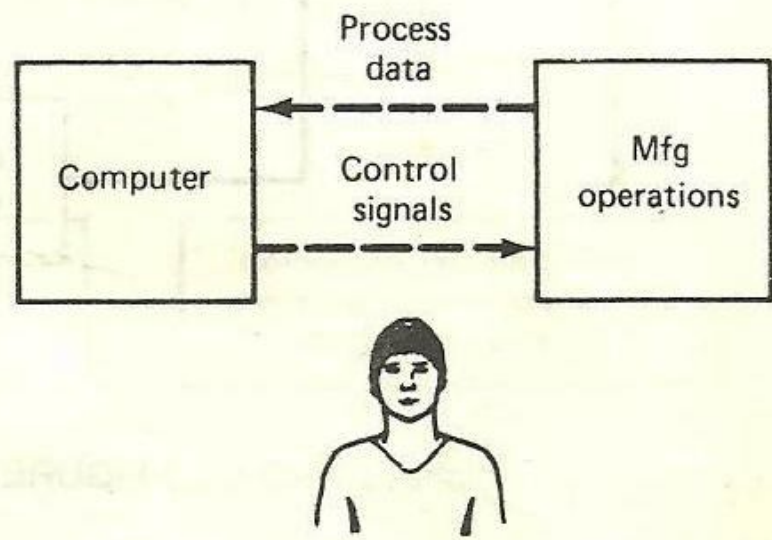 Process
data
Computer
Control
signals
Mfg
operations